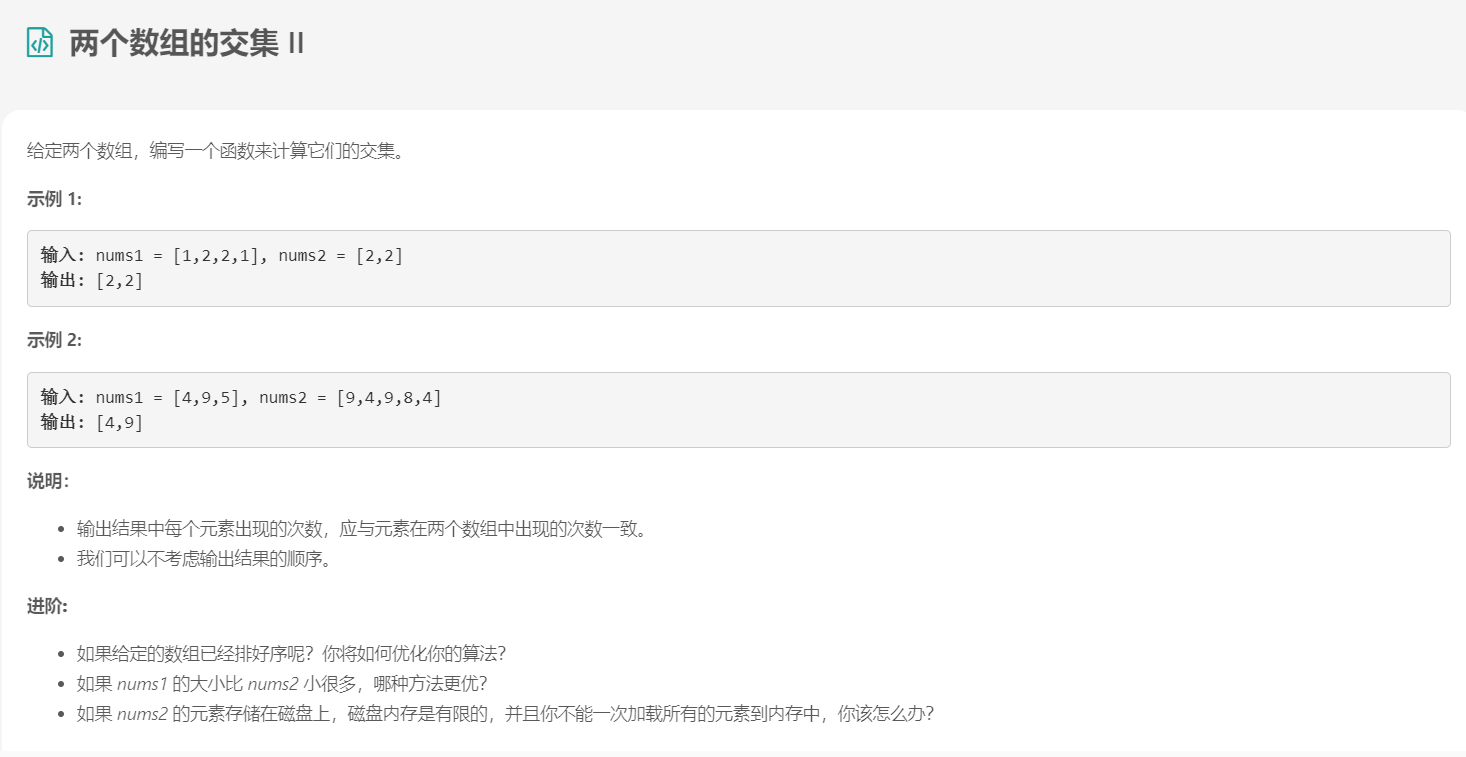 两个数组的交集 II
给定两个数组，编写一个函数来计算它们的交集。
示例 1:
输入: nums1 = [1,2,2,1], nums2 = [2,2]
输出: [2,2]
示例 2:
输入: nums1 = [4,9,5], nums2 = [9,4,9,8,4]
输出: [4,9]
说明：
输出结果中每个元素出现的次数，应与元素在两个数组中出现的次数一致。
我们可以不考虑输出结果的顺序。
进阶:
如果给定的数组已经排好序呢？你将如何优化你的算法？
如果 nums1 的大小比 nums2 小很多，哪种方法更优？
如果 nums2 的元素存储在磁盘上，磁盘内存是有限的，并且你不能一次加载所有的元素到内存中，你该怎么办？